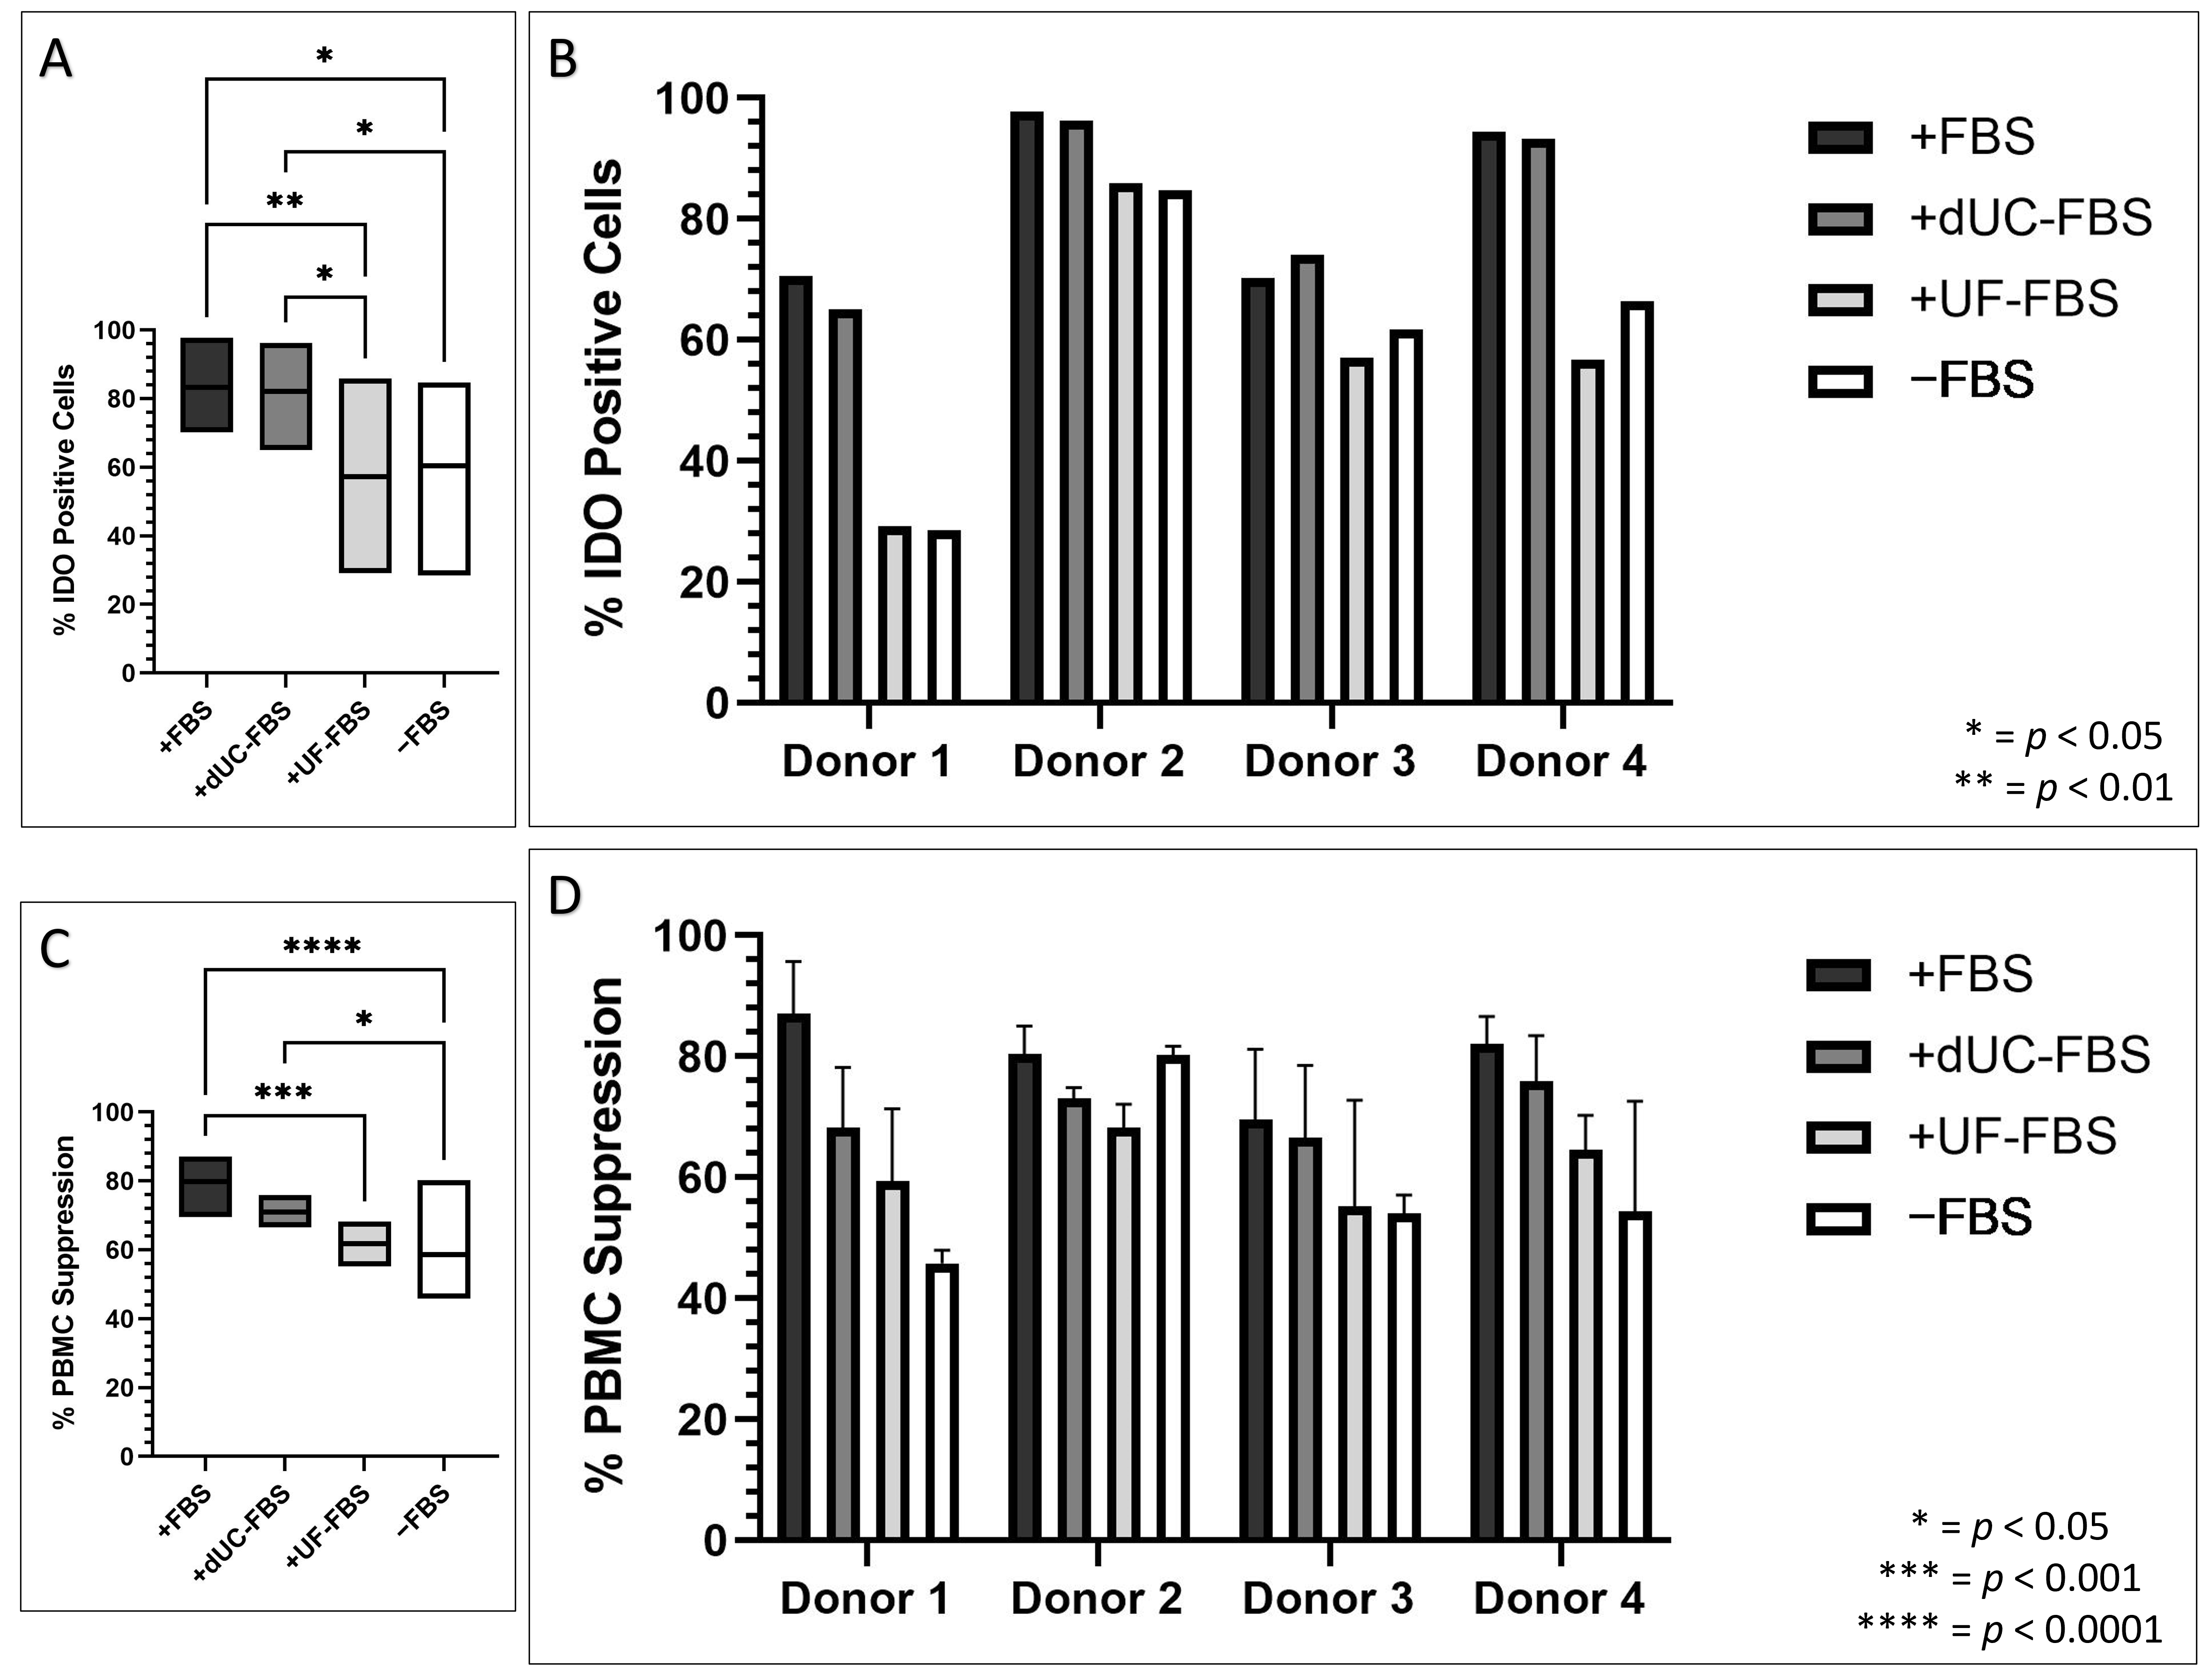 A
*
*
**
*
% IDO Positive Cells
100
80
60
40
20
0
+FBS
+dUC-FBS
+UF-FBS
−FBS
B
% IDO Positive Cells
100
80
60
40
20
0
Donor 1
Donor 2
Donor 3
Donor 4
+FBS
+dUC-FBS
+UF-FBS
−FBS
* = p < 0.05
** = p < 0.01
C
****
*
***
% PBMC Suppression
100
80
60
40
20
0
+FBS
+dUC-FBS
+UF-FBS
−FBS
D
% PBMC Suppression
100
80
60
40
20
0
Donor 1
Donor 2
Donor 3
Donor 4
+FBS
+dUC-FBS
+UF-FBS
−FBS
* = p < 0.05
*** = p < 0.001
**** = p < 0.0001